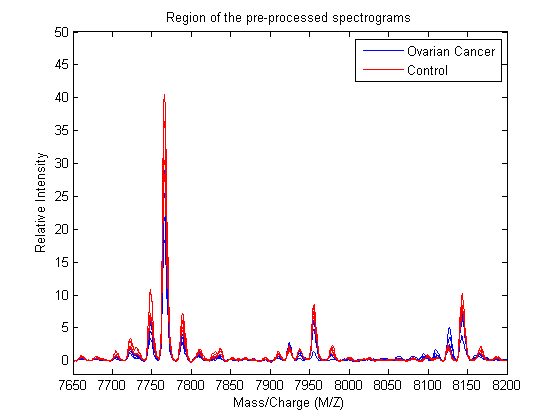 Region of the pre-processed spectrograms
Ovarian Cancer
Control
Relative Intensity
50
45
40
35
30
25
20
15
10
5
0
7650 7700 7750 7800 7850 7900 7950 8000 8050 8100 8150 8200
Mass/Charge (M/Z)